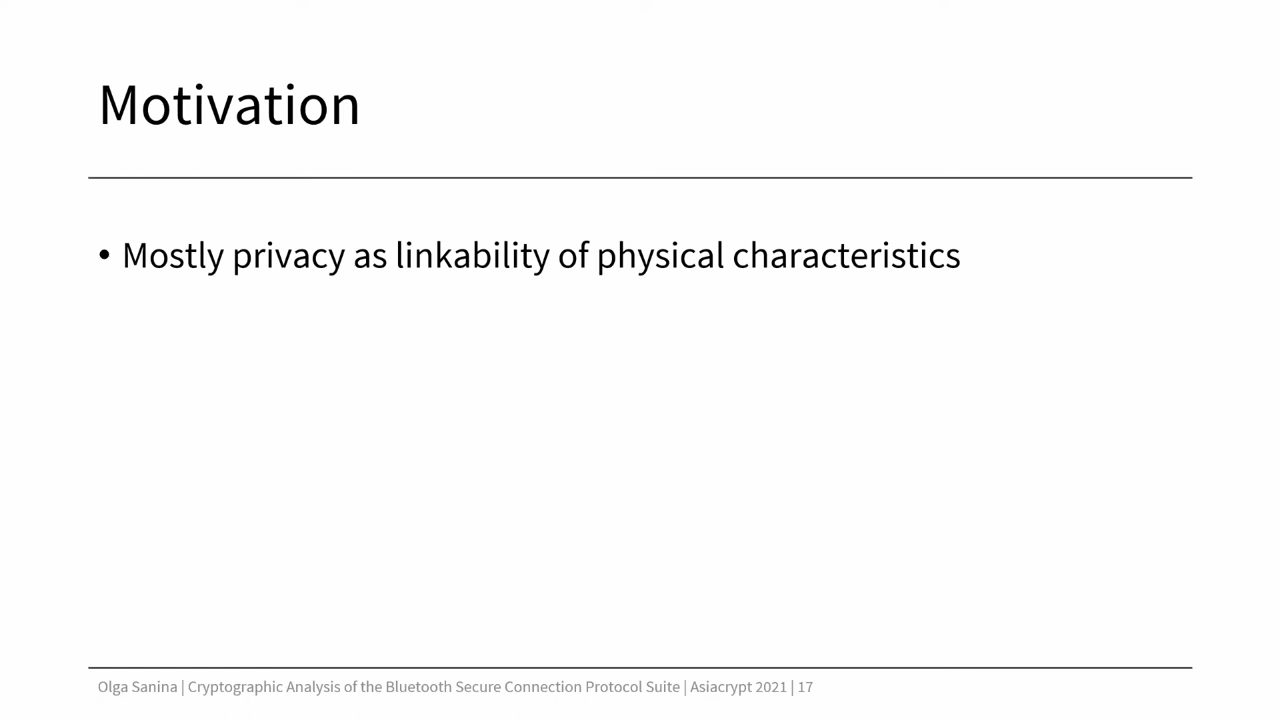 Motivation
• Mostly privacy as linkability of physical characteristics
Olga Sanina | Cryptographic Analysis of the Bluetooth Secure Connection Protocol Suite | Asiacrypt 2021 | 17